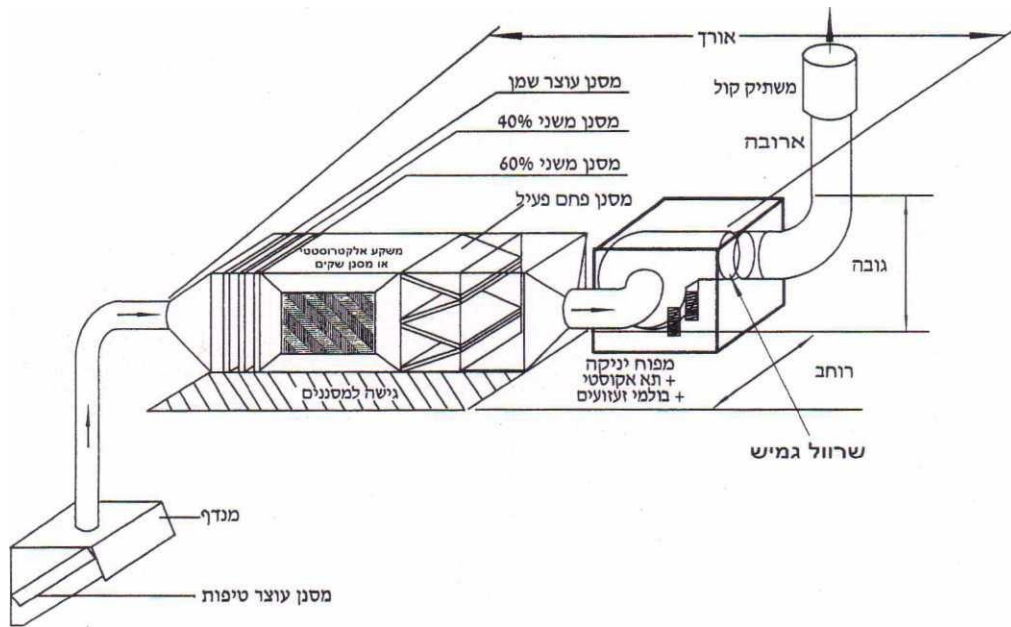 אורך
משתיק קול
ארובה
מסנן עוצר שמן
מסנן משני 40%
מסנן משני 60%
מסנן פחם פעיל
משקע אלקטרוסטטי
או מסנן שקים
גובה
רוחב
מפוח יניקה
+ תא אקוסטי
+ בולמי זעזועים
גישה למסננים
שרוול גמיש
מנדף
מסנן עוצר טיפות